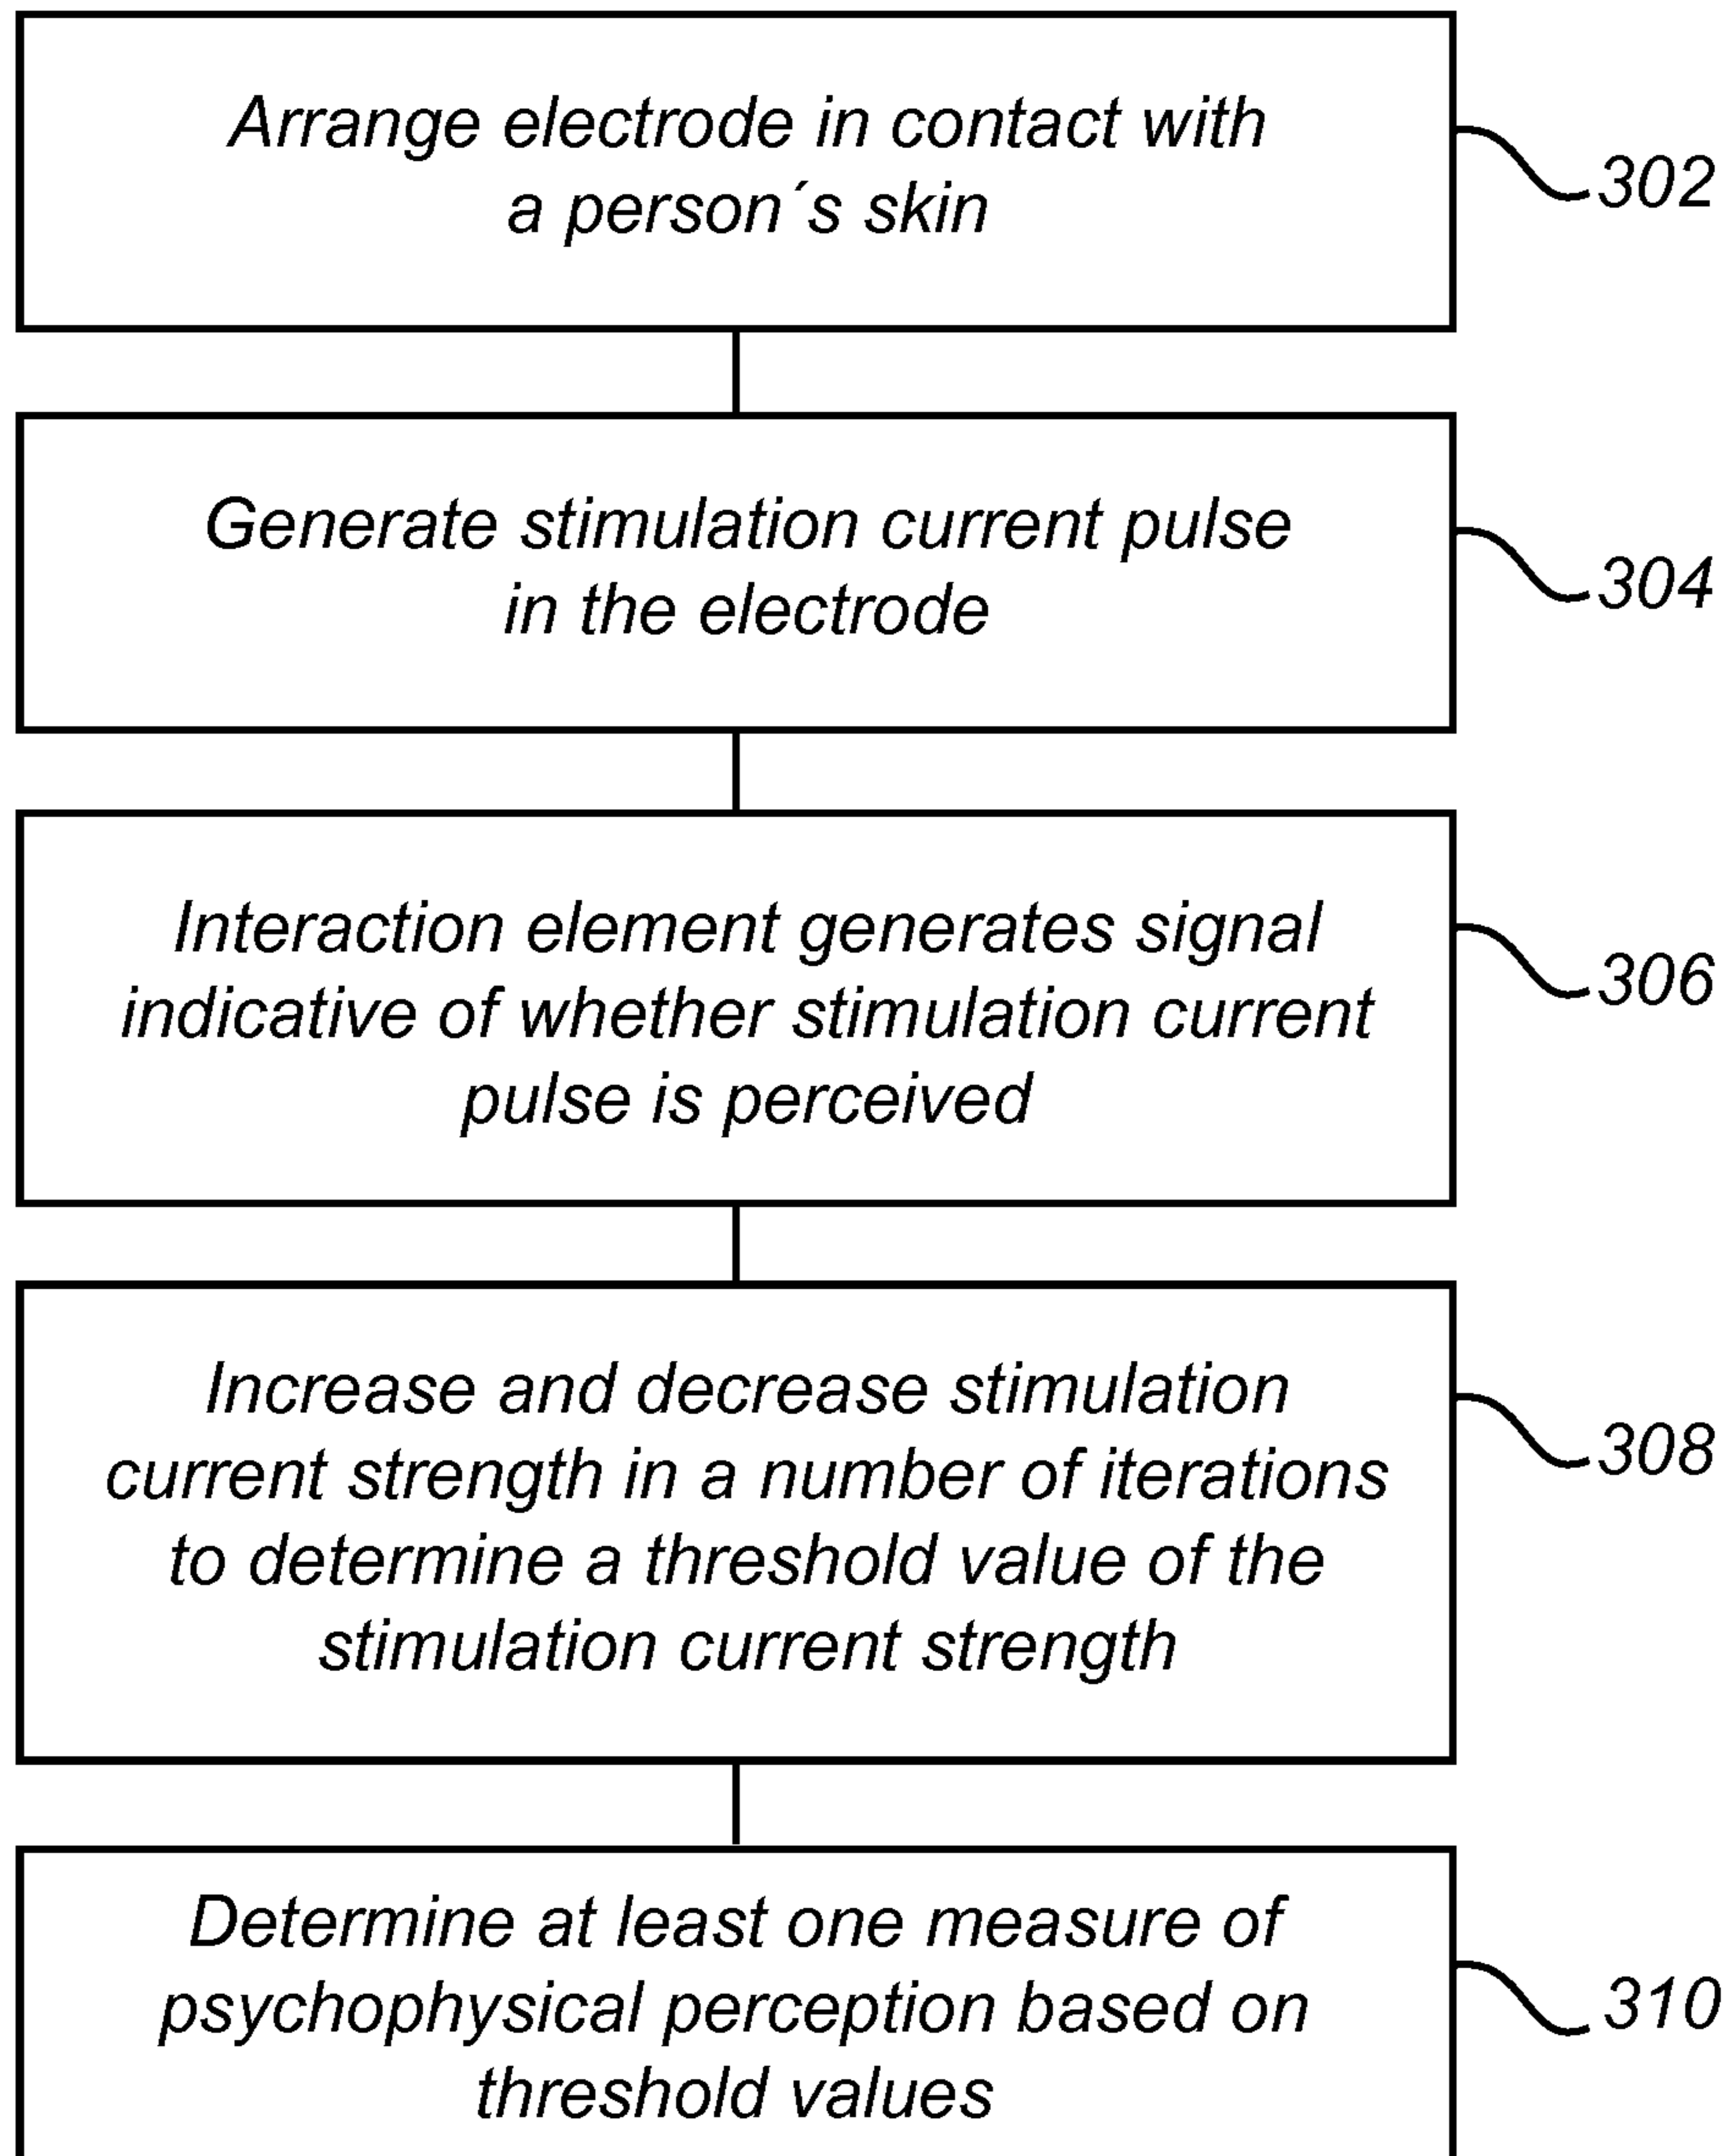 Arrange electrode in contact with
a person´s skin
302
Generate stimulation current pulse
in the electrode
304
Interaction element generates signal
indicative of whether stimulation current
pulse is perceived
306
Increase and decrease stimulation
current strength in a number of iterations
to determine a threshold value of the
stimulation current strength
308
Determine at least one measure of
psychophysical perception based on
threshold values
310